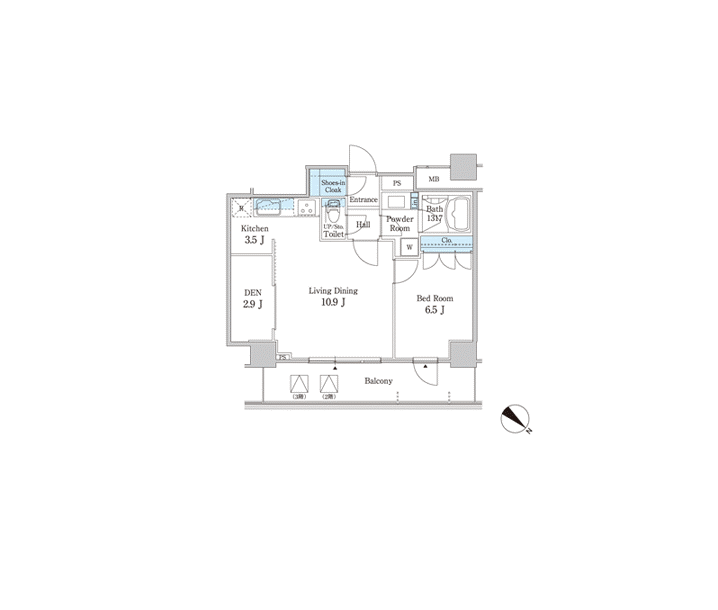 Shoes-in
Cloak
PS
MB
Entrance
R
Kitchen
3.5 J
UP/Sto.
Toilet
Hall
Powder
Room
Bath
1317
Clo.
W
DEN
2.9 J
Living Dining
10.9 J
Bed Room
6.5 J
PS
Balcony
(3階)
(2階)
N